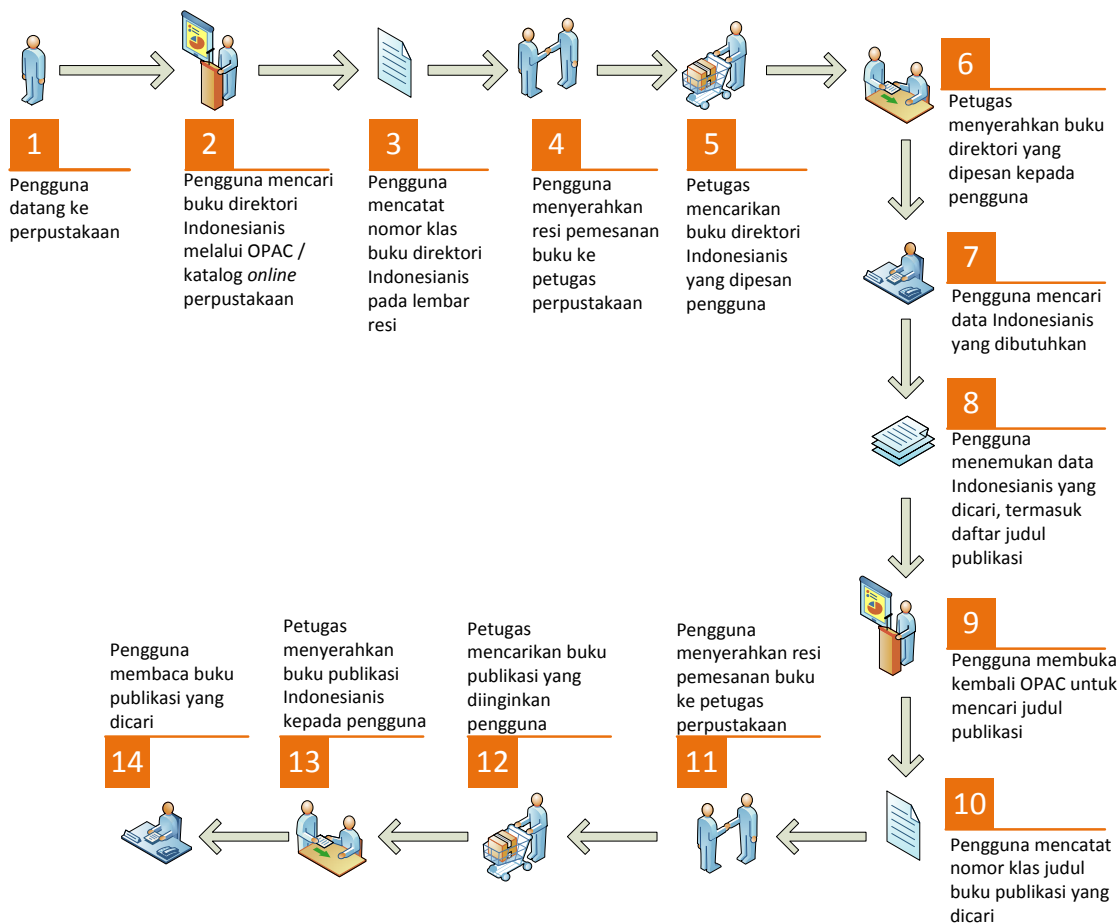 1
Pengguna
datang ke
perpustakaan
2
Pengguna mencari
buku direktori
Indonesianis
melalui OPAC /
katalog online
perpustakaan
3
Pengguna
mencatat
nomor klas
buku direktori
Indonesianis
pada lembar
resi
4
Pengguna
menyerahkan
resi pemesanan
buku ke
petugas
perpustakaan
5
Petugas
mencarikan
buku direktori
Indonesianis
yang dipesan
pengguna
6
Petugas
menyerahkan buku
direktori yang
dipesan kepada
pengguna
7
Pengguna mencari
data Indonesianis
yang dibutuhkan
8
Pengguna
menemukan data
Indonesianis yang
dicari, termasuk
daftar judul
publikasi
9
Pengguna membuka
kembali OPAC untuk
mencari judul
publikasi
10
Pengguna mencatat
nomor klas judul
buku publikasi yang
dicari
Pengguna
menyerahkan resi
pemesanan buku
ke petugas
perpustakaan
11
Petugas
mencarikan buku
publikasi yang
diinginkan
pengguna
12
Petugas
menyerahkan
buku publikasi
Indonesianis
kepada pengguna
13
Pengguna
membaca buku
publikasi yang
dicari
14